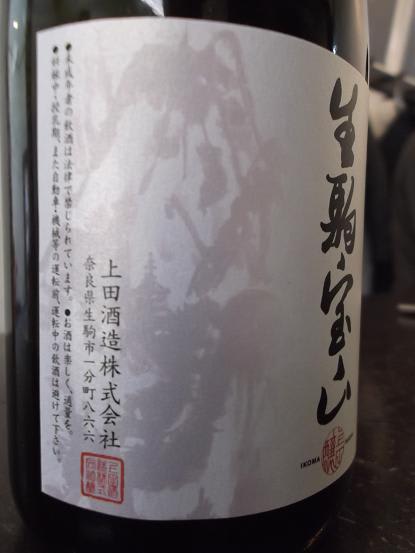 生駒宝山
IKOMA
上田酒造株式会社
奈良県生駒市一分町八六六
●未成年者の飲酒は法律で禁じられています。●お酒は楽しく、適量を。
●妊娠中・授乳期、また自動車・機械等の運転前、運転中の飲酒は避けて下さい。